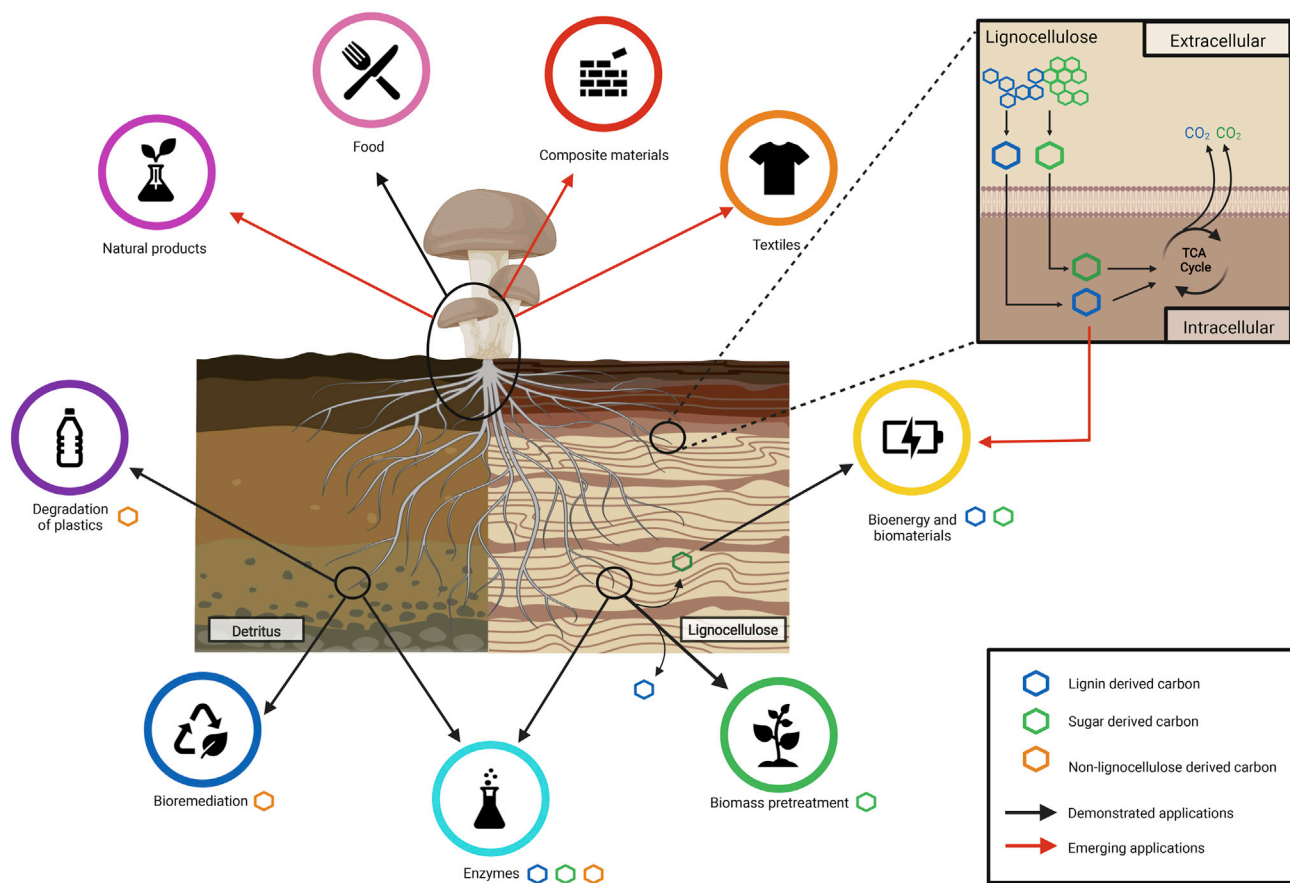 Lignocellulose
Extracellular
CO₂ CO₂
TCA
Cycle
Intracellular
Food
Composite materials
Natural products
Textiles
Degradation
of plastics
Bioenergy and
biomaterials
Detritus
Lignocellulose
Bioremediation
Biomass pretreatment
Enzymes
Lignin derived carbon
Sugar derived carbon
Non-lignocellulose derived carbon
Demonstrated applications
Emerging applications